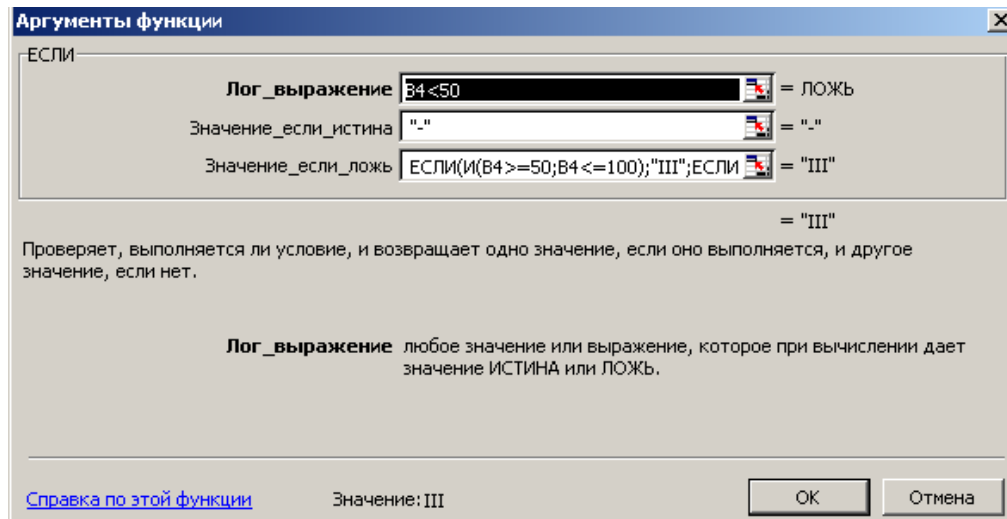 Аргументы функции
ЕСЛИ
Лог_выражение B4<50 = ЛОЖЬ
Значение_если_истина "-" = "-"
Значение_если_ложь ЕСЛИ(И(B4>=50;B4<=100);"III";ЕСЛИ = "III"
= "III"
Проверяет, выполняется ли условие, и возвращает одно значение, если оно выполняется, и другое
значение, если нет.
Лог_выражение любое значение или выражение, которое при вычислении дает
значение ИСТИНА или ЛОЖЬ.
Справка по этой функции Значение:III OK Отмена